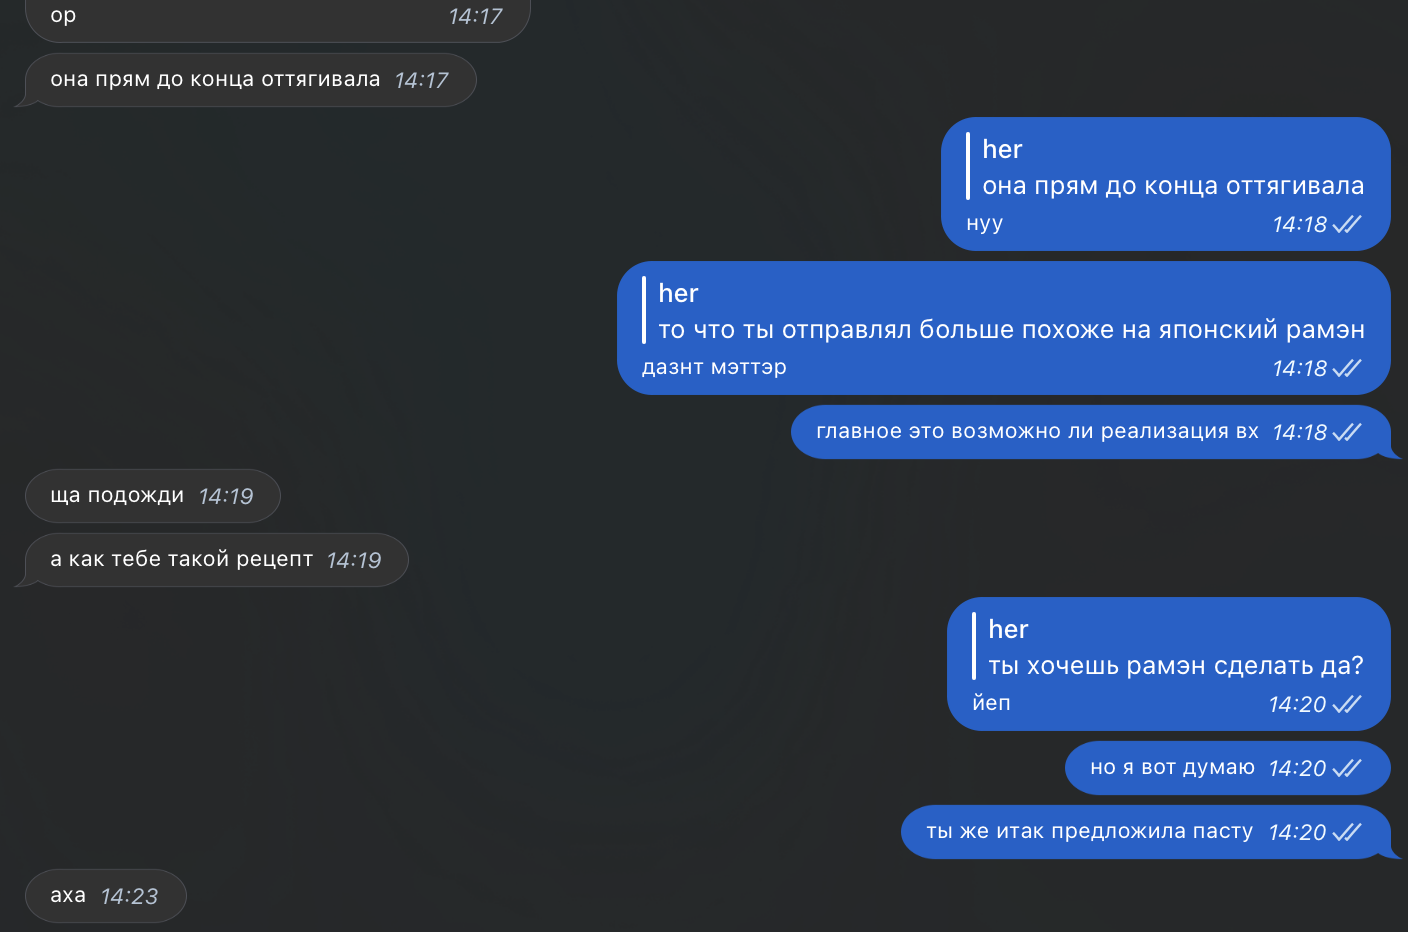 ор 14:17
она прям до конца оттягивала 14:17
her
она прям до конца оттягивала
нуу 14:18
her
то что ты отправлял больше похоже на японский рамэн
дазнт мэттэр 14:18
главное это возможно ли реализация вх 14:18
ща подожди 14:19
а как тебе такой рецепт 14:19
her
ты хочешь рамэн сделать да?
йеп 14:20
но я вот думаю 14:20
ты же итак предложила пасту 14:20
аха 14:23